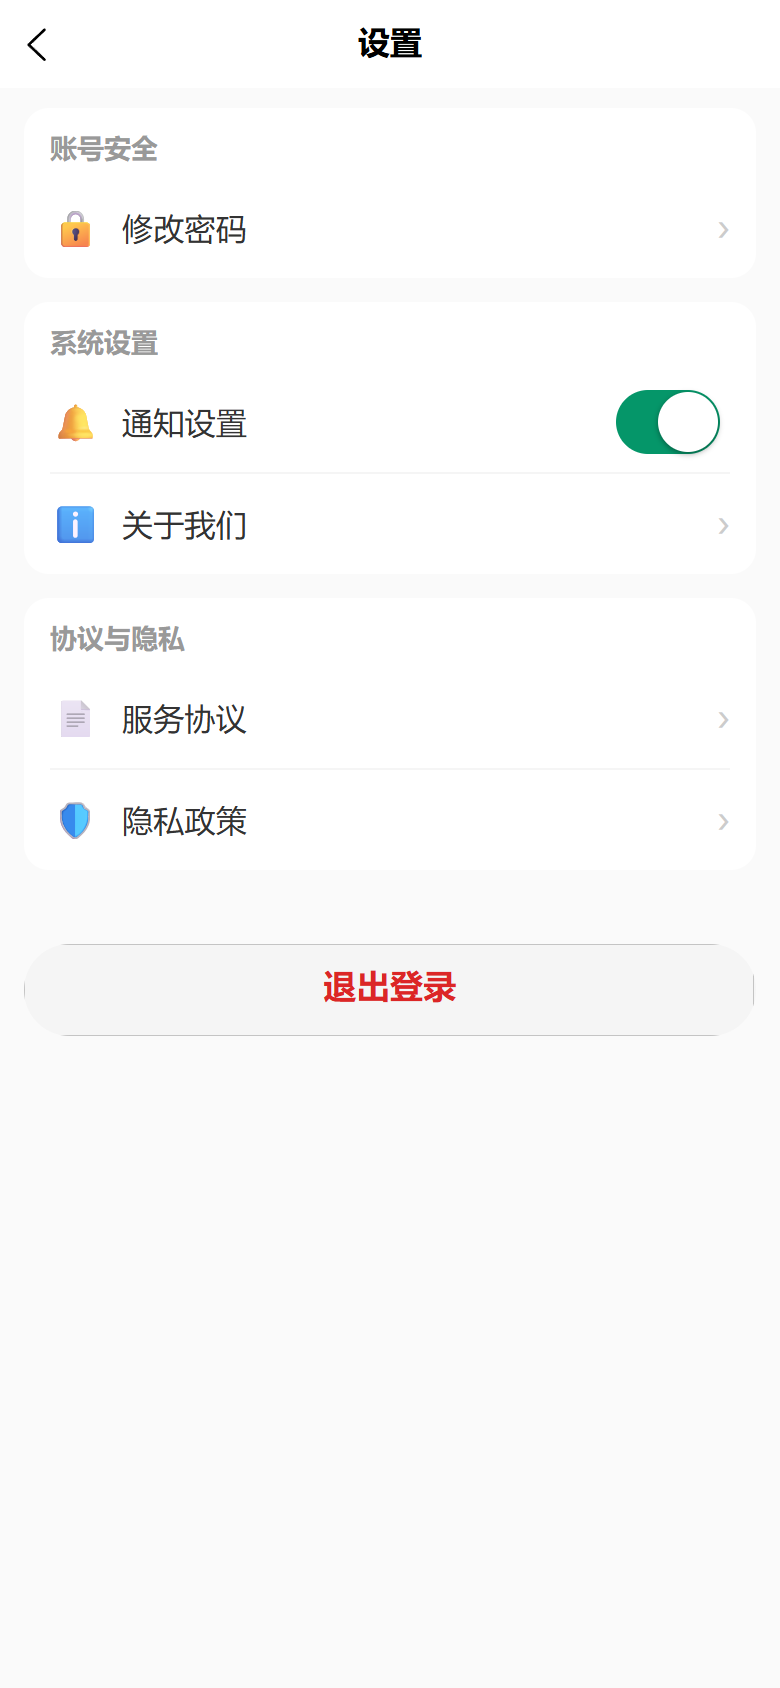 设置
账号安全
修改密码
系统设置
通知设置
关于我们
协议与隐私
服务协议
隐私政策
退出登录